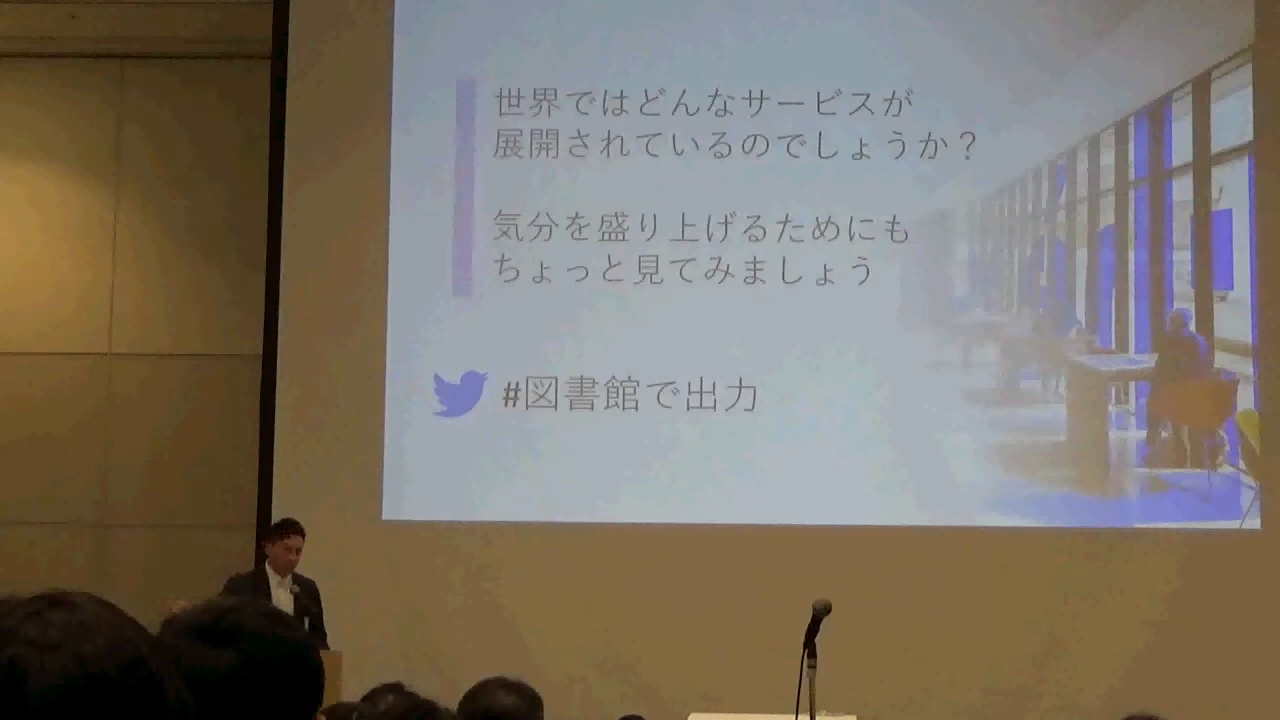 世界ではどんなサービスが
展開されているのでしょうか？
気分を盛り上げるためにも
ちょっと見てみましょう
#図書館で出力